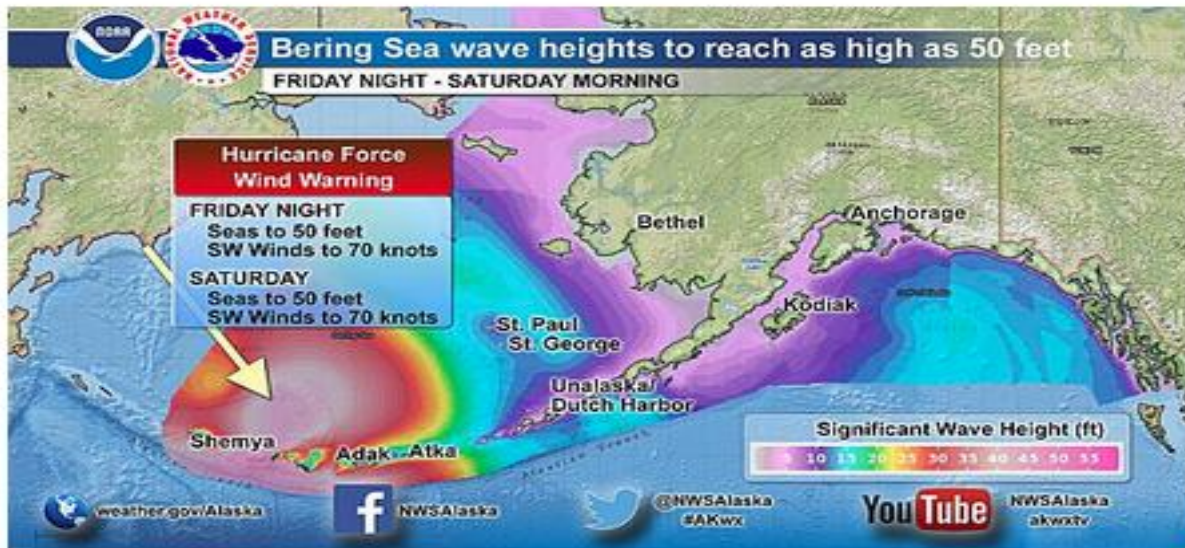 NOAA
NATIONAL WEATHER SERVICE
Bering Sea wave heights to reach as high as 50 feet
FRIDAY NIGHT - SATURDAY MORNING
Hurricane Force
Wind Warning
FRIDAY NIGHT
Seas to 50 feet
SW Winds to 70 knots
SATURDAY
Seas to 50 feet
SW Winds to 70 knots
Bethel
Anchorage
Kodiak
St. Paul
St. George
Unalaska/
Dutch Harbor
Shemya
Adak
Atka
Significant Wave Height (ft)
5 10 15 20 25 30 35 40 45 50 55
weather.gov/Alaska
f
NWSAlaska
@NWSAlaska
#AKwx
YouTube
NWSAlaska
akwxtv